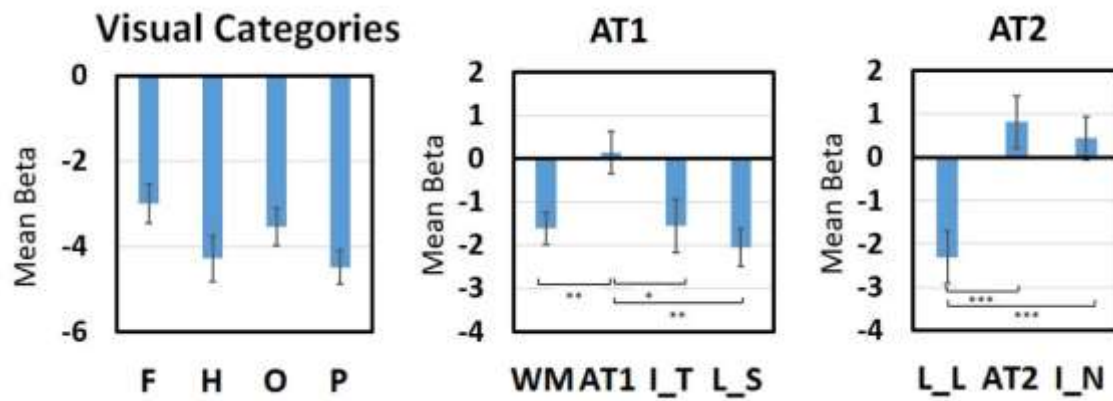 Visual Categories
Mean Beta
0
-2
-4
-6
F H O P
AT1
Mean Beta
2
1
0
-1
-2
-3
-4
** *
**
WM AT1 I_T L_S
AT2
Mean Beta
2
1
0
-1
-2
-3
-4
***
***
L_L AT2 I_N